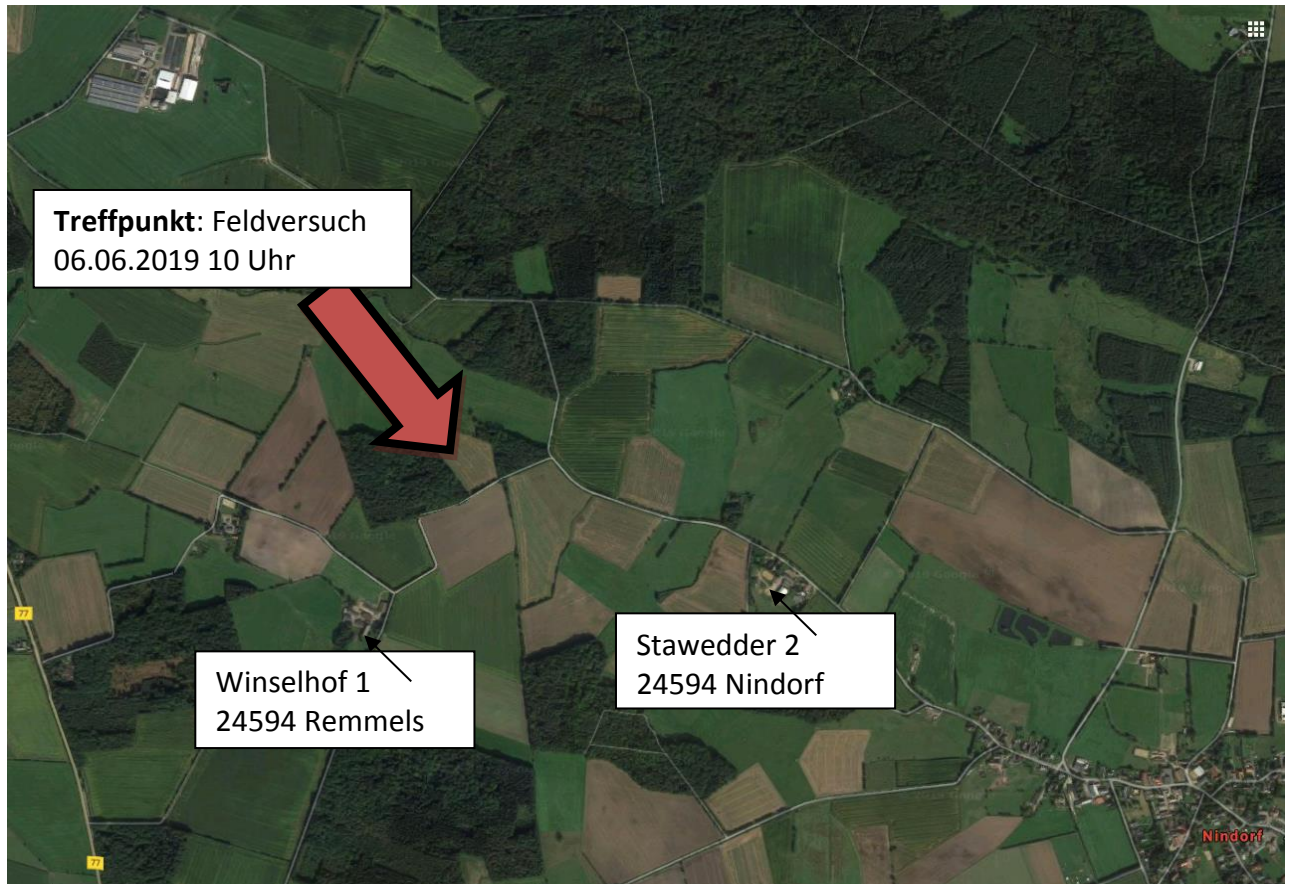 Treffpunkt: Feldversuch
06.06.2019 10 Uhr
77
Winselhof 1
24594 Remmels
Stawedder 2
24594 Nindorf
Nindorf
77